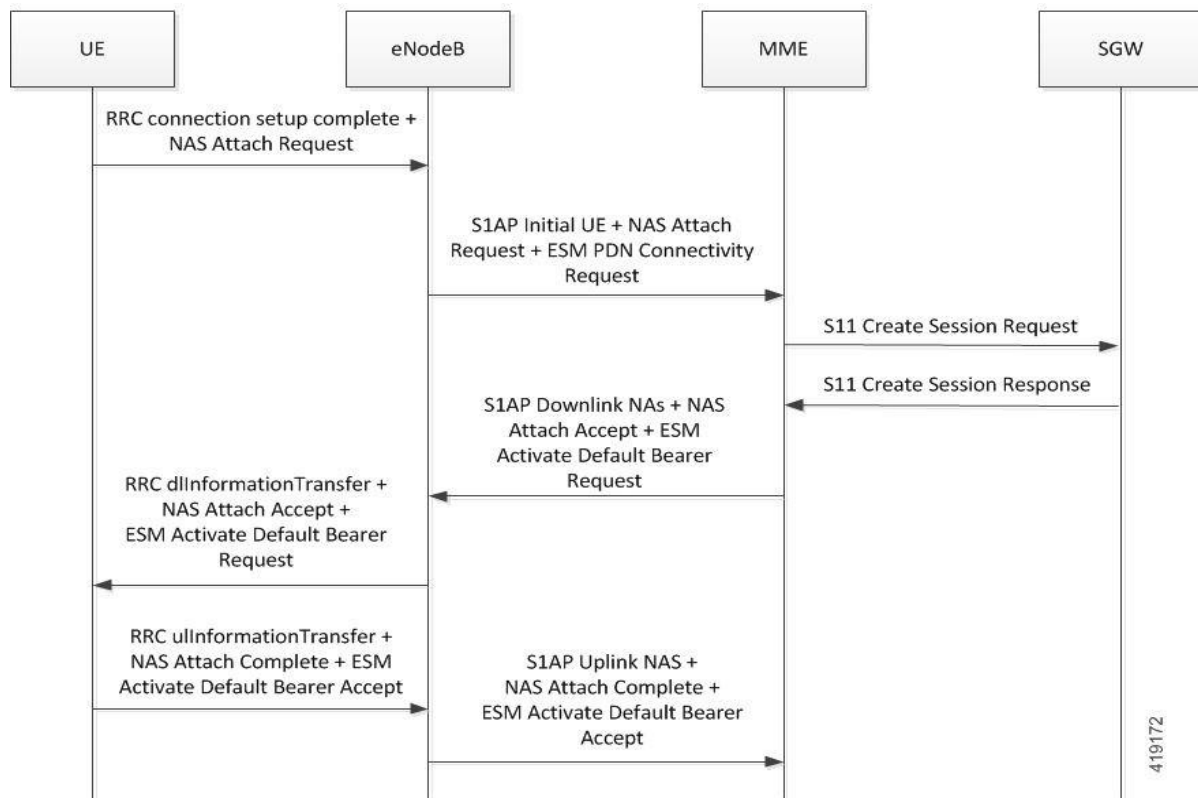 UE
eNodeB
MME
SGW
RRC connection setup complete +
NAS Attach Request
S1AP Initial UE + NAS Attach
Request + ESM PDN Connectivity
Request
S11 Create Session Request
S11 Create Session Response
S1AP Downlink NAs + NAS
Attach Accept + ESM
Activate Default Bearer
Request
RRC dlInformationTransfer +
NAS Attach Accept +
ESM Activate Default Bearer
Request
RRC ulInformationTransfer +
NAS Attach Complete + ESM
Activate Default Bearer Accept
S1AP Uplink NAS +
NAS Attach Complete +
ESM Activate Default Bearer
Accept
419172